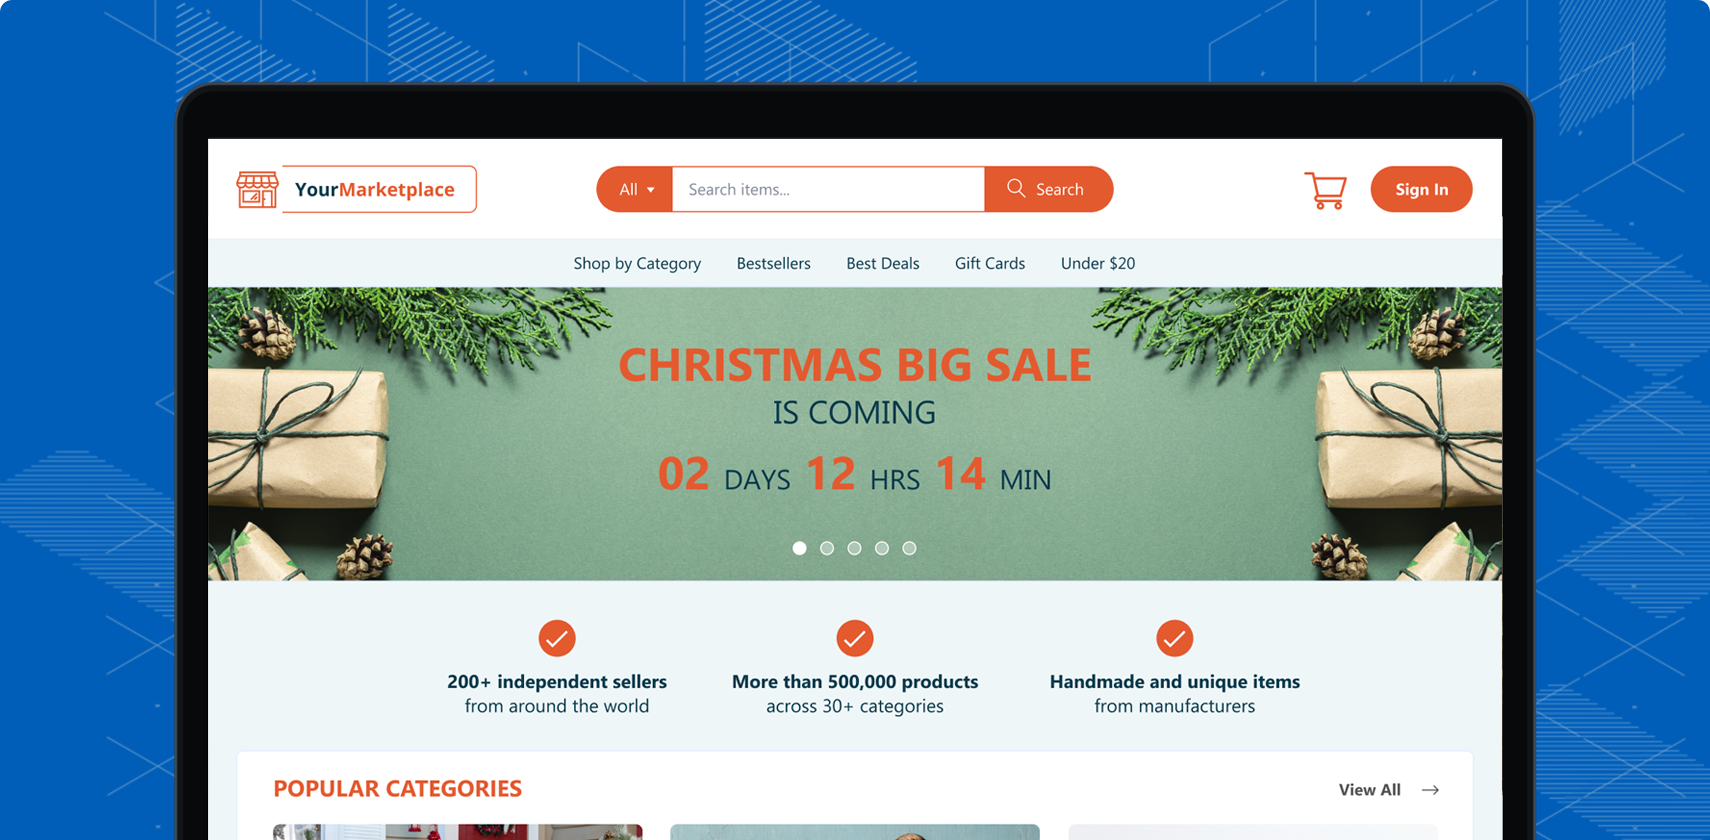 YourMarketplace
All
Search items...
Search
Sign In
Shop by Category
Bestsellers
Best Deals
Gift Cards
Under $20
CHRISTMAS BIG SALE
IS COMING
02 DAYS 12 HRS 14 MIN
200+ independent sellers
from around the world
More than 500,000 products
across 30+ categories
Handmade and unique items
from manufacturers
POPULAR CATEGORIES
View All